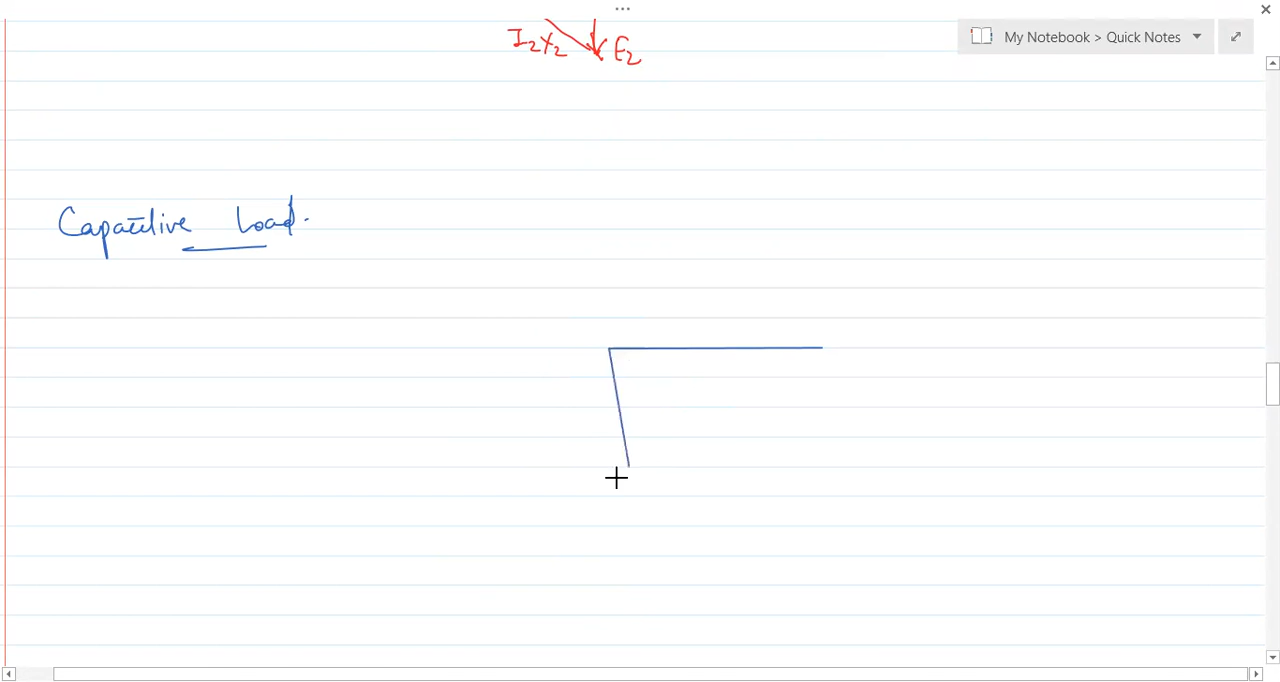 ...
My Notebook > Quick Notes
I₂X₂ E₂
Capacitive Load.